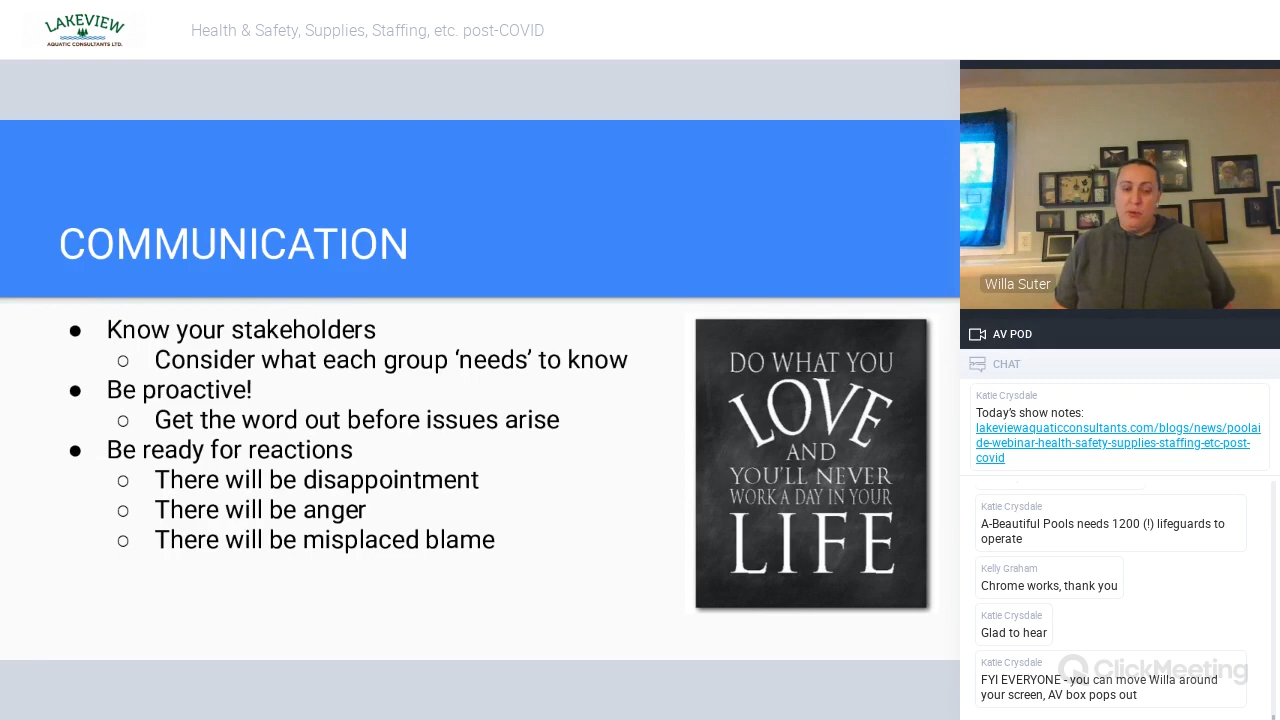 LAKEVIEW
AQUATIC CONSULTANTS LTD.
Health & Safety, Supplies, Staffing, etc. post-COVID
COMMUNICATION
● Know your stakeholders
○ Consider what each group ‘needs’ to know
● Be proactive!
○ Get the word out before issues arise
● Be ready for reactions
○ There will be disappointment
○ There will be anger
○ There will be misplaced blame
DO WHAT YOU
LOVE
AND
YOU'LL NEVER
WORK A DAY IN YOUR
LIFE
Willa Suter
AV POD
CHAT
Katie Crysdale
Today’s show notes:
lakeviewaquaticconsultants.com/blogs/news/poolai
de-webinar-health-safety-supplies-staffing-etc-post-
covid
Katie Crysdale
A-Beautiful Pools needs 1200 (!) lifeguards to
operate
Kelly Graham
Chrome works, thank you
Katie Crysdale
Glad to hear
Katie Crysdale
FYI EVERYONE - you can move Willa around
your screen, AV box pops out
ClickMeeting